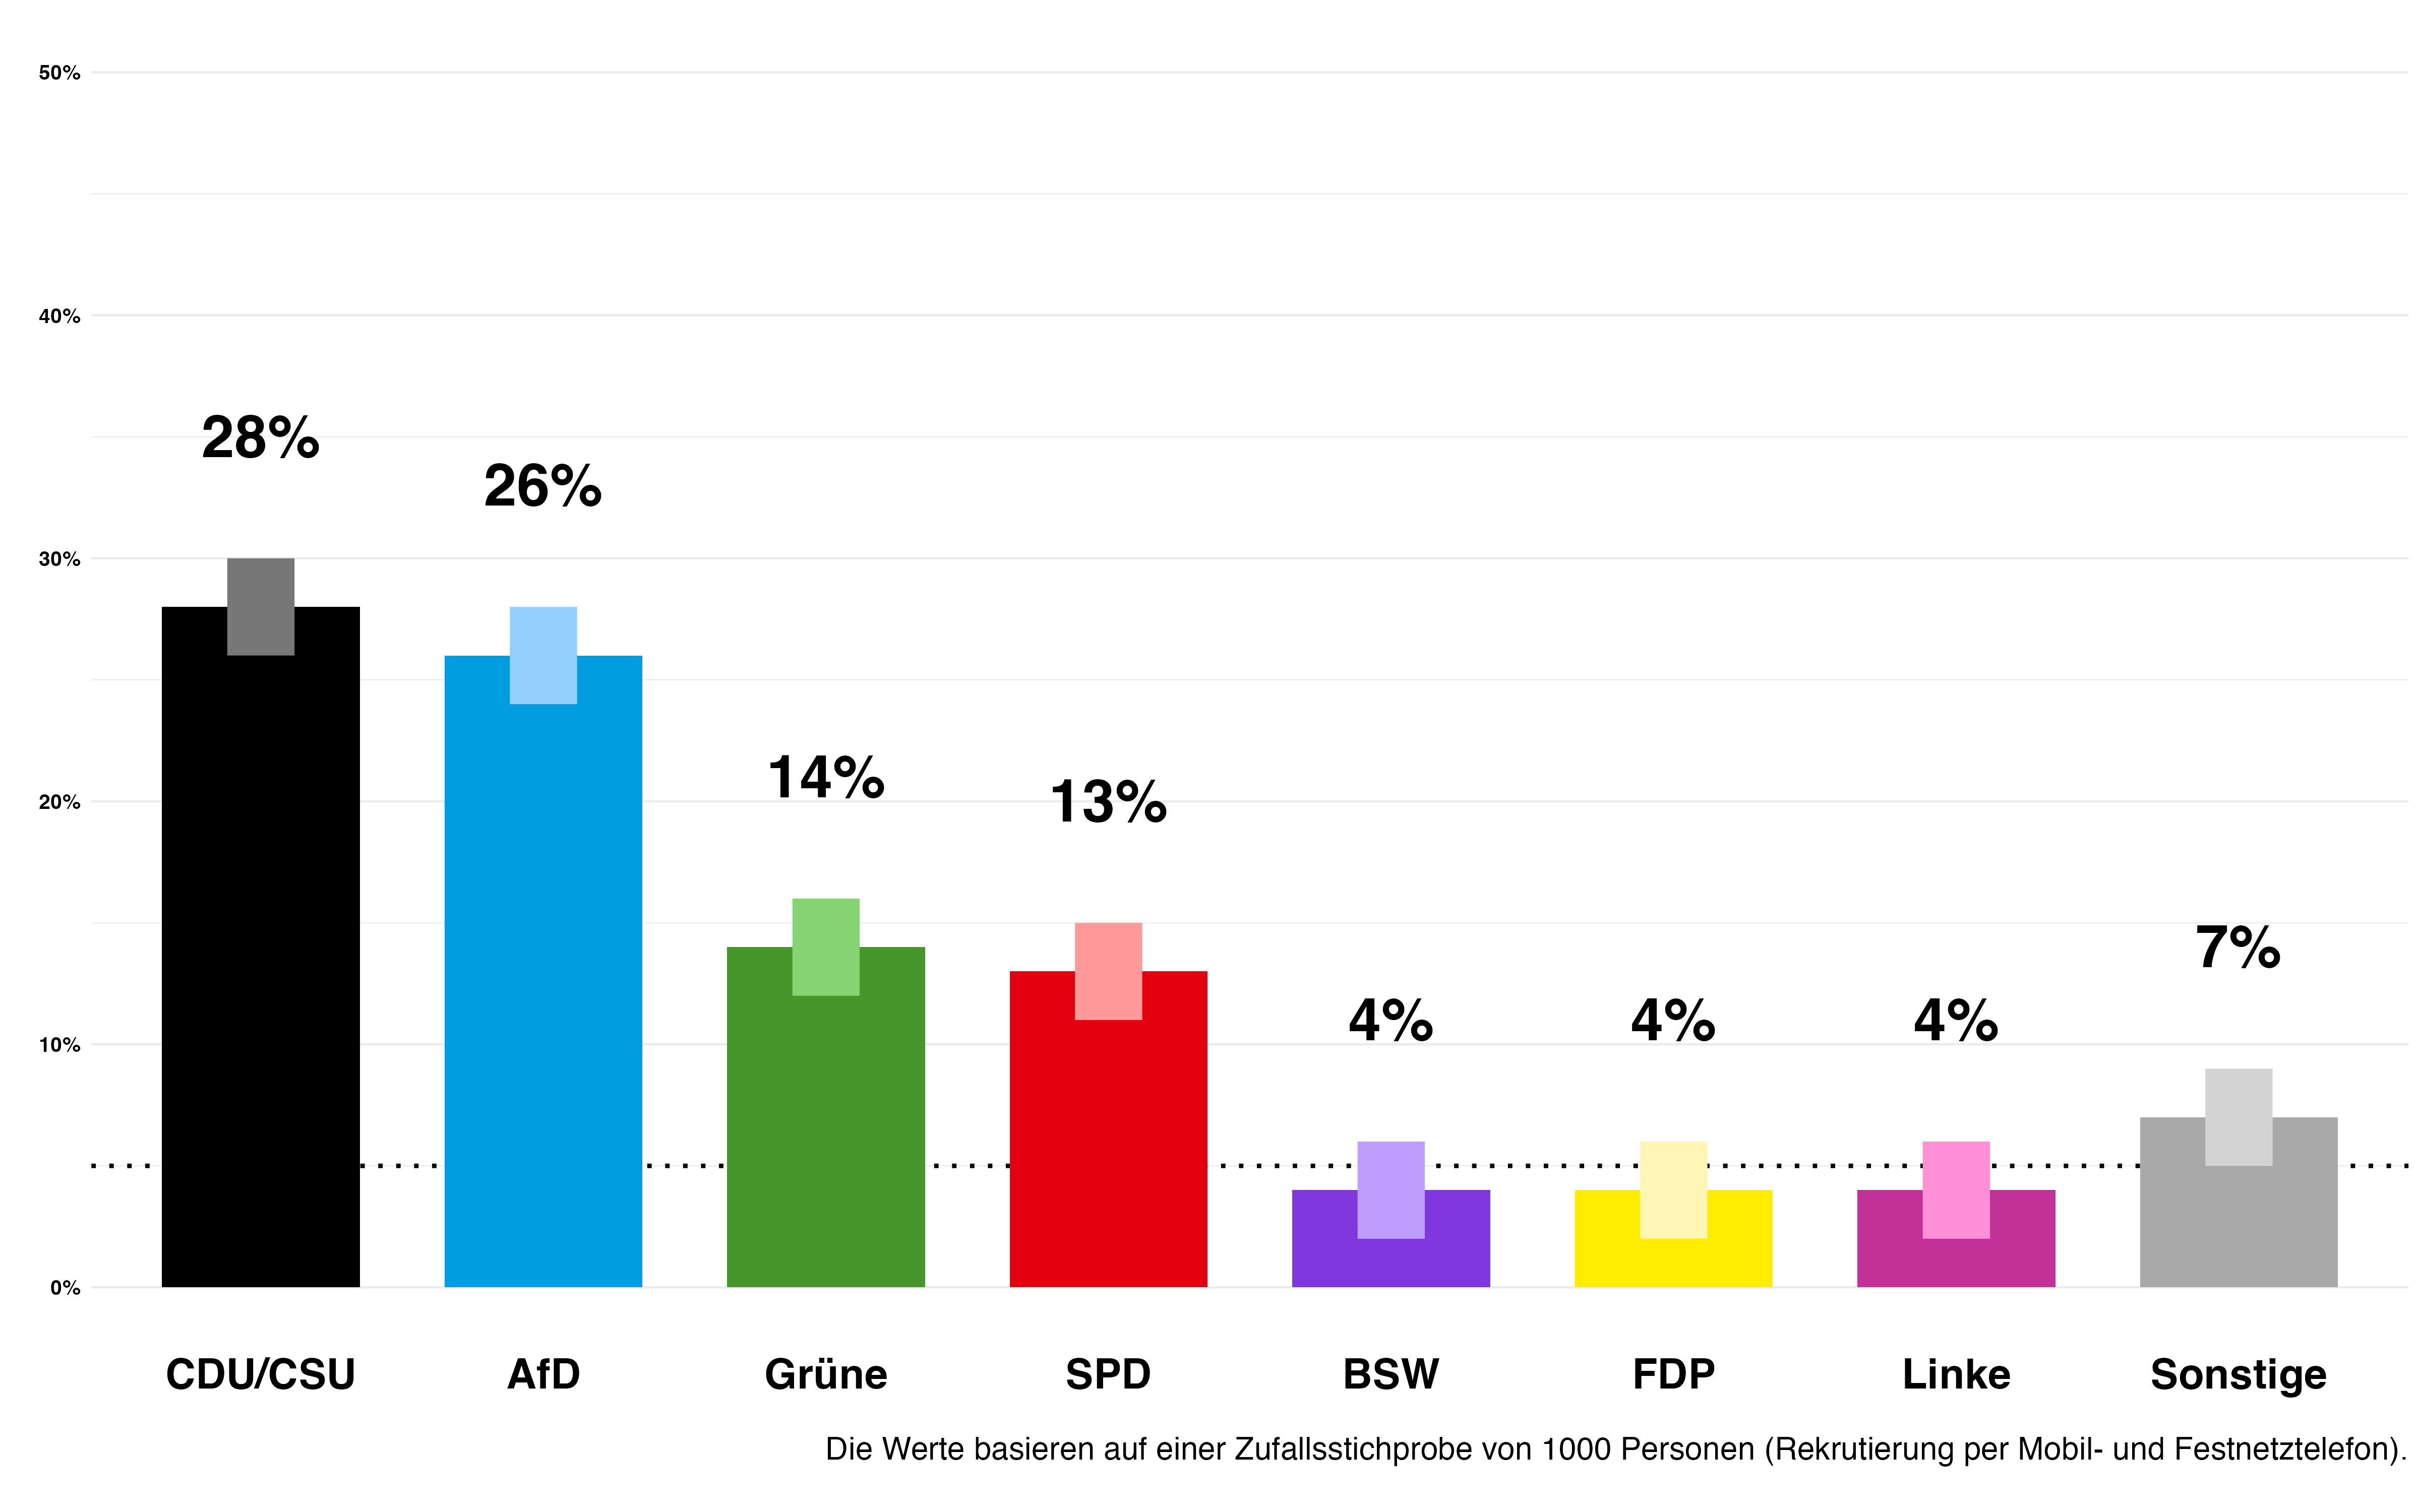 50%
40%
30%
20%
10%
0%
28%
26%
14%
13%
4%
4%
4%
7%
CDU/CSU
AfD
Grüne
SPD
BSW
FDP
Linke
Sonstige
Die Werte basieren auf einer Zufallsstichprobe von 1000 Personen (Rekrutierung per Mobil- und Festnetztelefon).